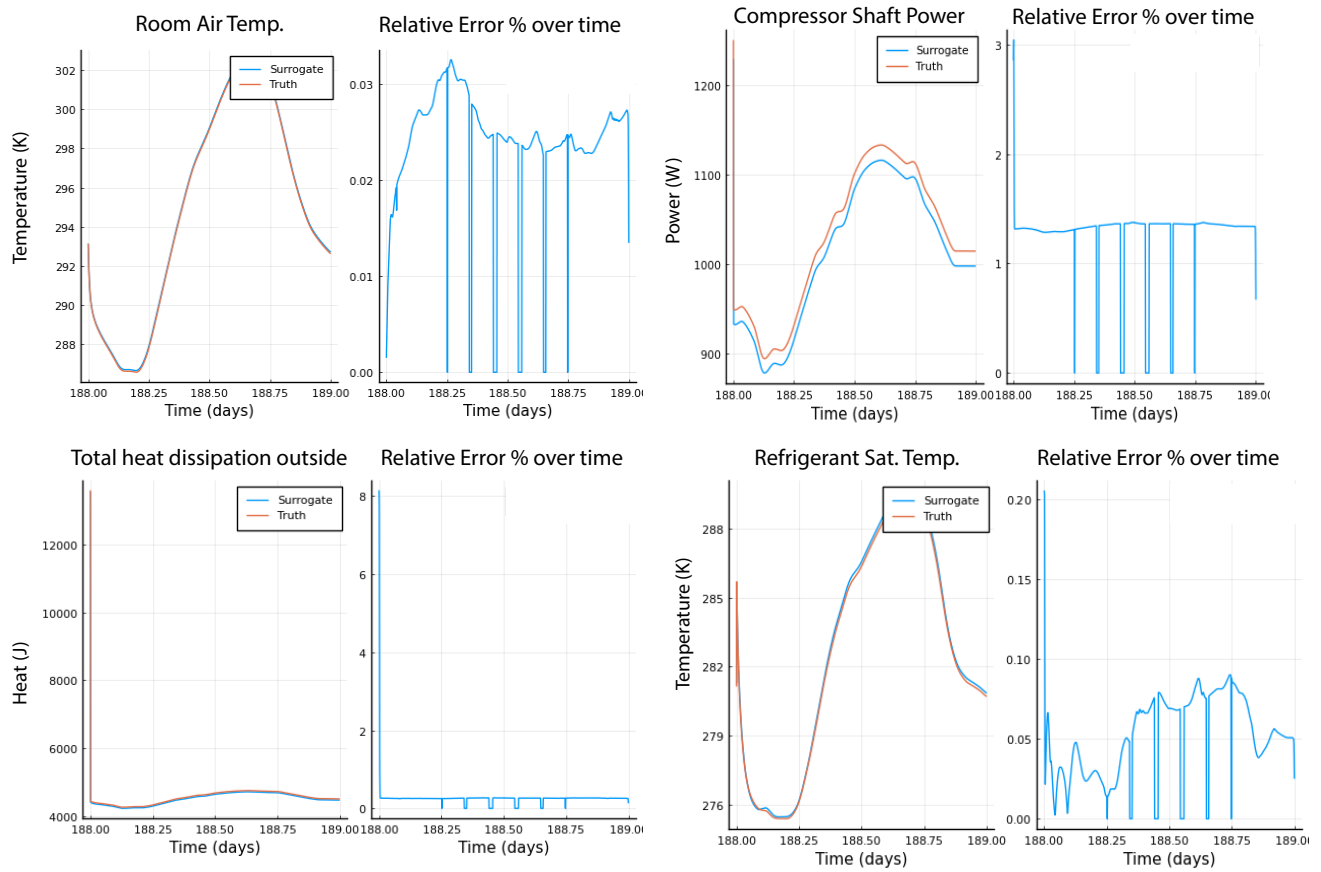 Room Air Temp.
Relative Error % over time
Surrogate
Truth
Temperature (K)
302
300
298
296
294
292
290
288
188.00 188.25 188.50 188.75 189.00
Time (days)
0.03
0.02
0.01
0.00
188.00 188.25 188.50 188.75 189.0
Time (days)
Compressor Shaft Power
Relative Error % over time
Surrogate
Truth
Power (W)
1200
1100
1000
900
188.00 188.25 188.50 188.75 189.0
Time (days)
3
2
1
0
188.00 188.25 188.50 188.75 189.0
Time (days)
Total heat dissipation outside
Relative Error % over time
Surrogate
Truth
Heat (J)
12000
10000
8000
6000
4000
188.00 188.25 188.50 188.75 189.0
Time (days)
8
6
4
2
0
188.00 188.25 188.50 188.75 189.0
Time (days)
Refrigerant Sat. Temp.
Relative Error % over time
Surrogate
Truth
Temperature (K)
288
285
282
279
276
188.00 188.25 188.50 188.75 189.00
Time (days)
0.20
0.15
0.10
0.05
0.00
188.00 188.25 188.50 188.75 189.0
Time (days)